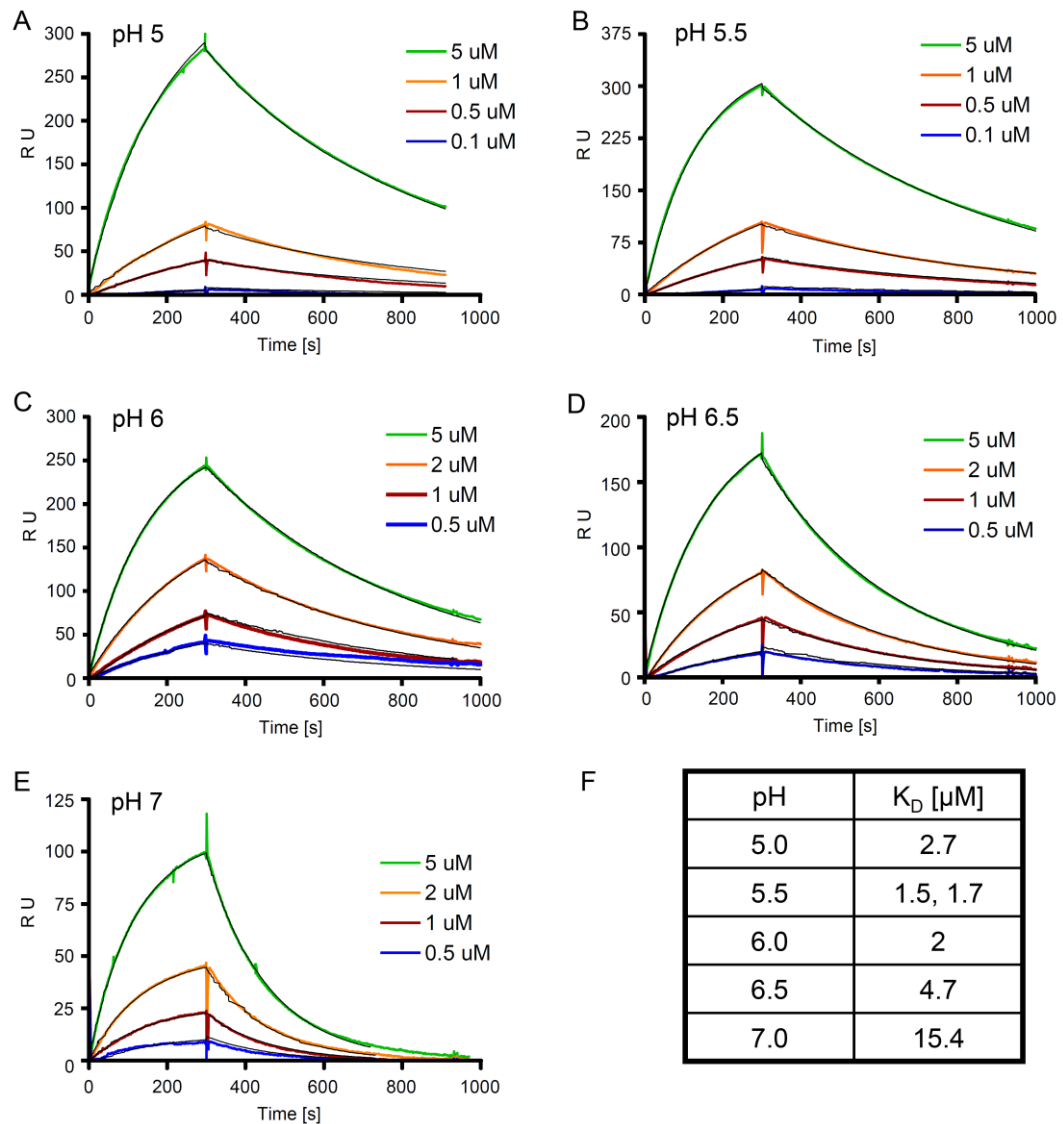 A
pH 5
300
250
200
150
100
50
0
R U
5 uM
1 uM
0.5 uM
0.1 uM
0 200 400 600 800 1000
Time [s]
B
pH 5.5
375
300
225
150
75
0
R U
5 uM
1 uM
0.5 uM
0.1 uM
0 200 400 600 800 1000
Time [s]
C
pH 6
300
250
200
150
100
50
0
R U
5 uM
2 uM
1 uM
0.5 uM
0 200 400 600 800 1000
Time [s]
D
pH 6.5
200
150
100
50
0
R U
5 uM
2 uM
1 uM
0.5 uM
0 200 400 600 800 1000
Time [s]
E
pH 7
125
100
75
50
25
0
R U
5 uM
2 uM
1 uM
0.5 uM
0 200 400 600 800 1000
Time [s]
F
pH K_D [µM]
5.0 2.7
5.5 1.5, 1.7
6.0 2
6.5 4.7
7.0 15.4